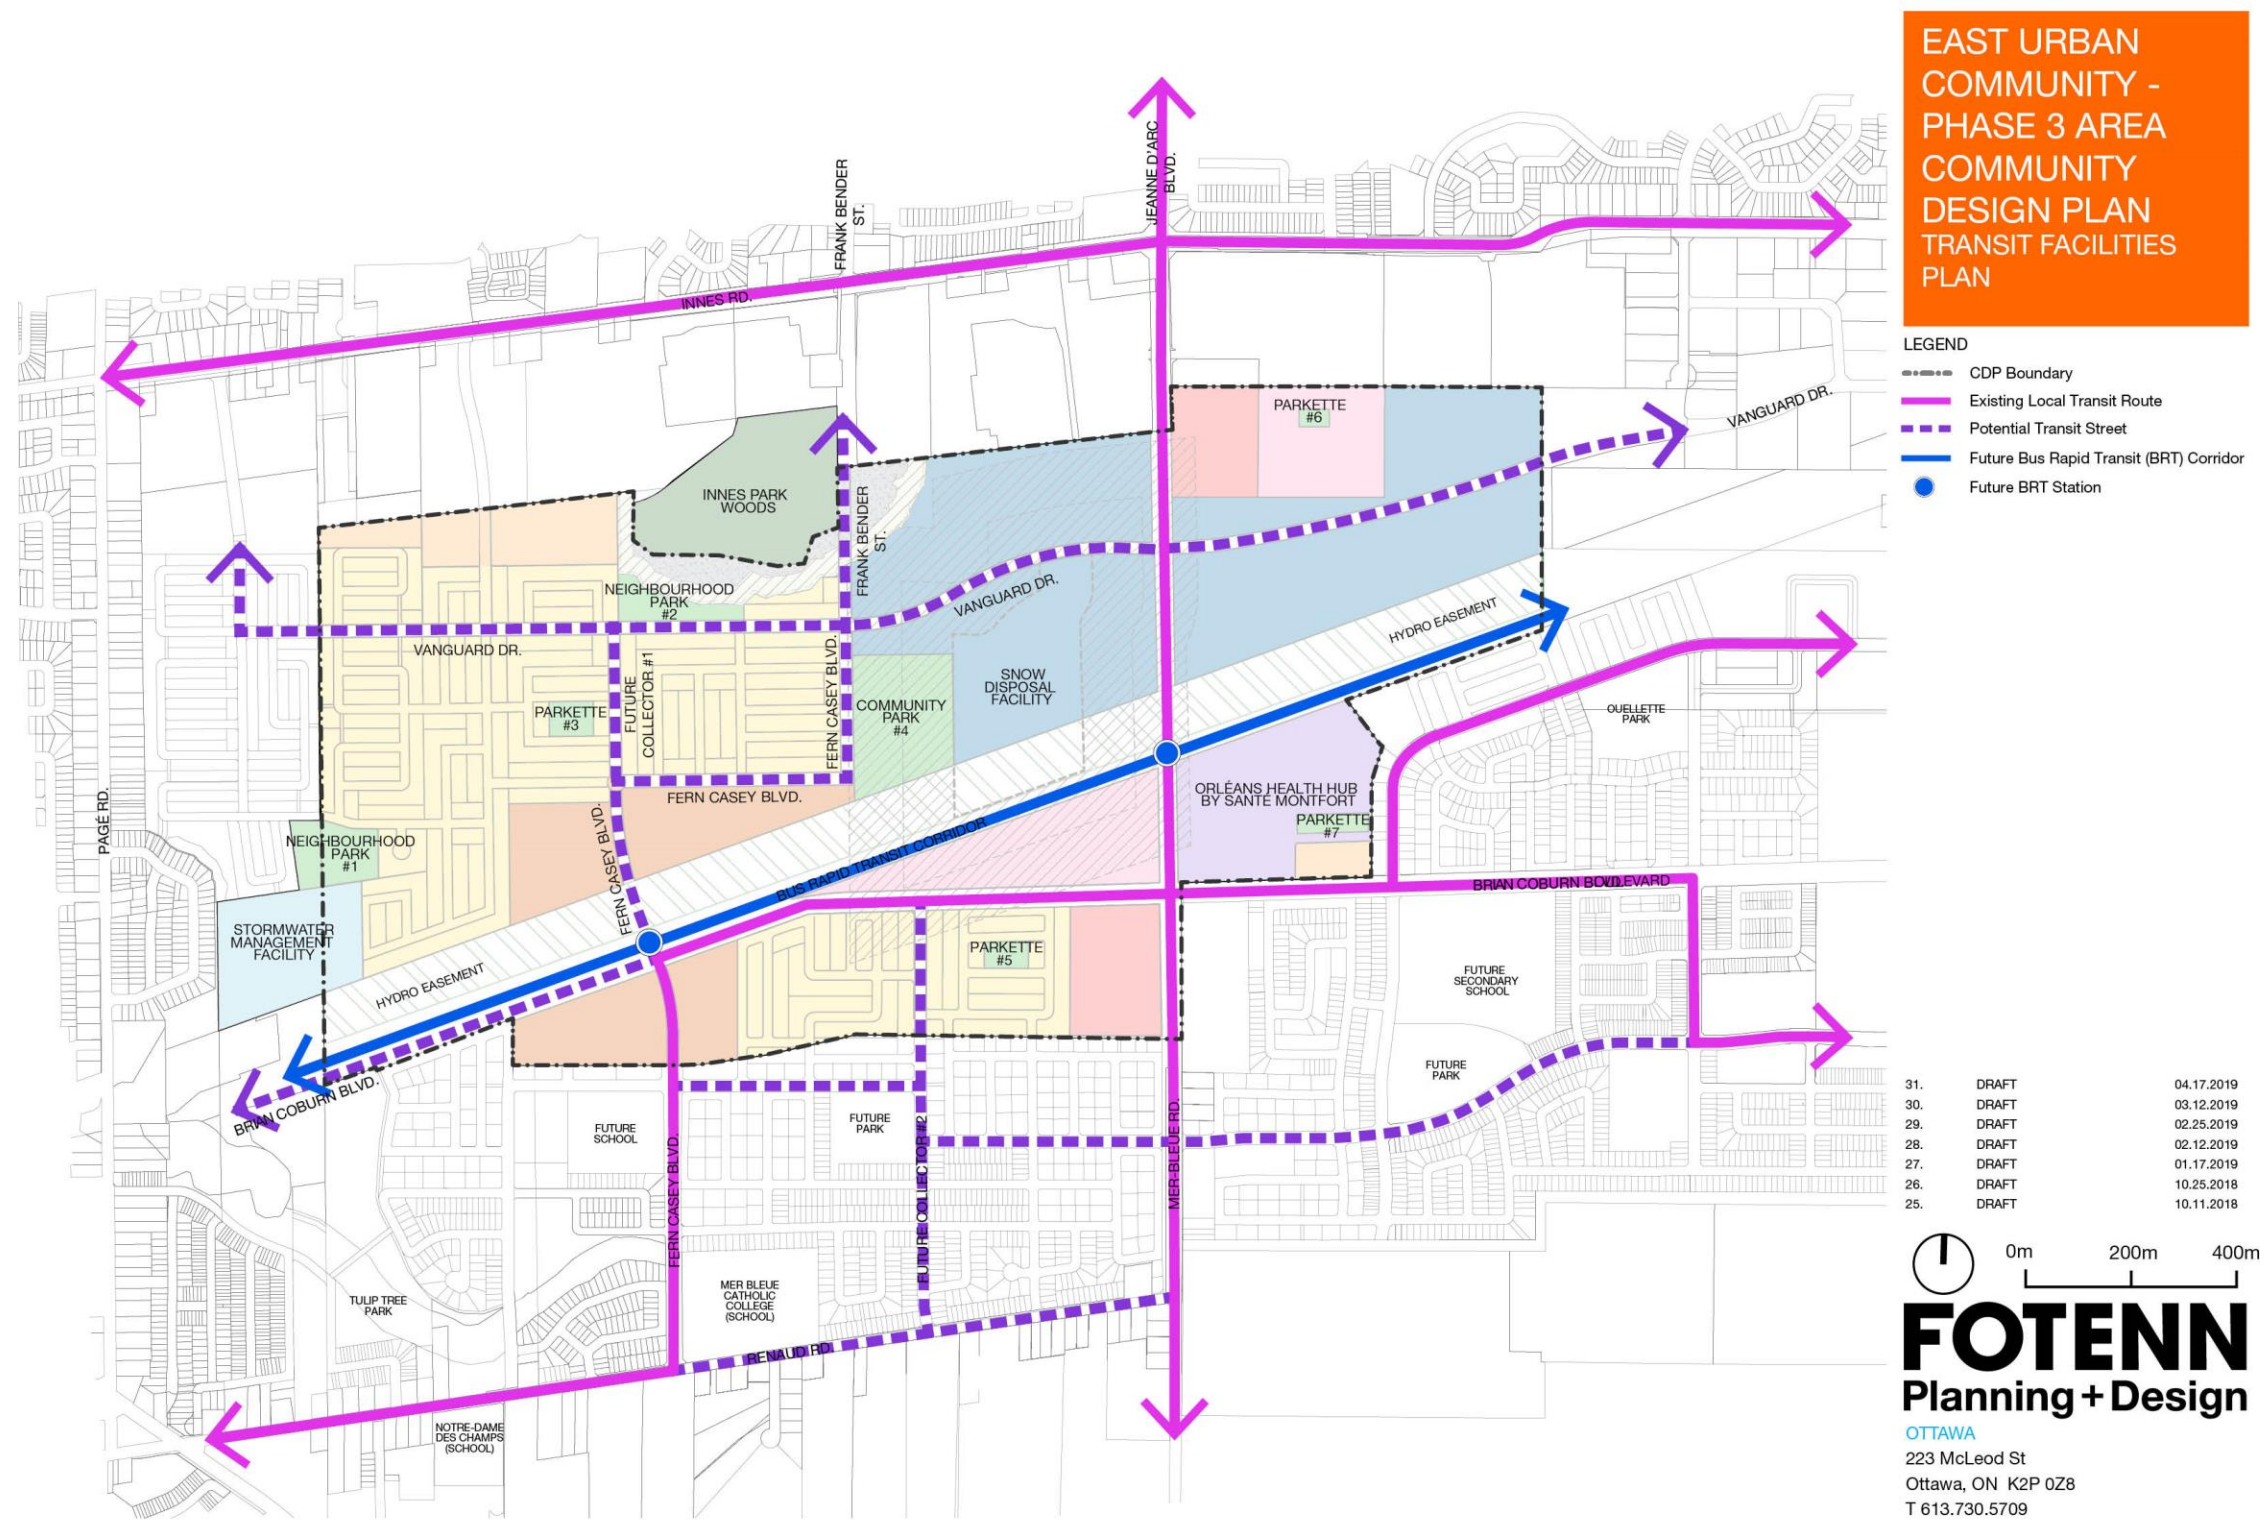 EAST URBAN
COMMUNITY -
PHASE 3 AREA
COMMUNITY
DESIGN PLAN
TRANSIT FACILITIES
PLAN
LEGEND
CDP Boundary
Existing Local Transit Route
Potential Transit Street
Future Bus Rapid Transit (BRT) Corridor
Future BRT Station
JEANNE D'ARC
BLVD.
FRANK BENDER
ST.
INNES RD.
PARKETTE
#6
VANGUARD DR.
INNES PARK
WOODS
FRANK BENDER
ST.
NEIGHBOURHOOD
PARK
#2
VANGUARD DR.
HYDRO EASEMENT
VANGUARD DR.
FUTURE
COLLECTOR #1
FERN CASEY BLVD.
SNOW
DISPOSAL
FACILITY
PARKETTE
#3
COMMUNITY
PARK
#4
OUELLETTE
PARK
PAGÉ RD.
FERN CASEY BLVD.
FERN CASEY BLVD.
ORLÉANS HEALTH HUB
BY SANTÉ MONTFORT
PARKETTE
#7
NEIGHBOURHOOD
PARK
#1
BUS RAPID TRANSIT CORRIDOR
BRIAN COBURN BOULEVARD
STORMWATER
MANAGEMENT
FACILITY
HYDRO EASEMENT
PARKETTE
#5
FUTURE
SECONDARY
SCHOOL
FUTURE
PARK
BRIAN COBURN BLVD.
FUTURE
SCHOOL
FUTURE
PARK
FERN CASEY BLVD.
FUTURE COLLECTOR #2
MER-BLEUE RD.
TULIP TREE
PARK
MER BLEUE
CATHOLIC
COLLEGE
(SCHOOL)
RENAUD RD.
NOTRE-DAME
DES CHAMPS
(SCHOOL)
31. DRAFT 04.17.2019
30. DRAFT 03.12.2019
29. DRAFT 02.25.2019
28. DRAFT 02.12.2019
27. DRAFT 01.17.2019
26. DRAFT 10.25.2018
25. DRAFT 10.11.2018
0m 200m 400m
FOTENN
Planning + Design
OTTAWA
223 McLeod St
Ottawa, ON K2P 0Z8
T 613.730.5709